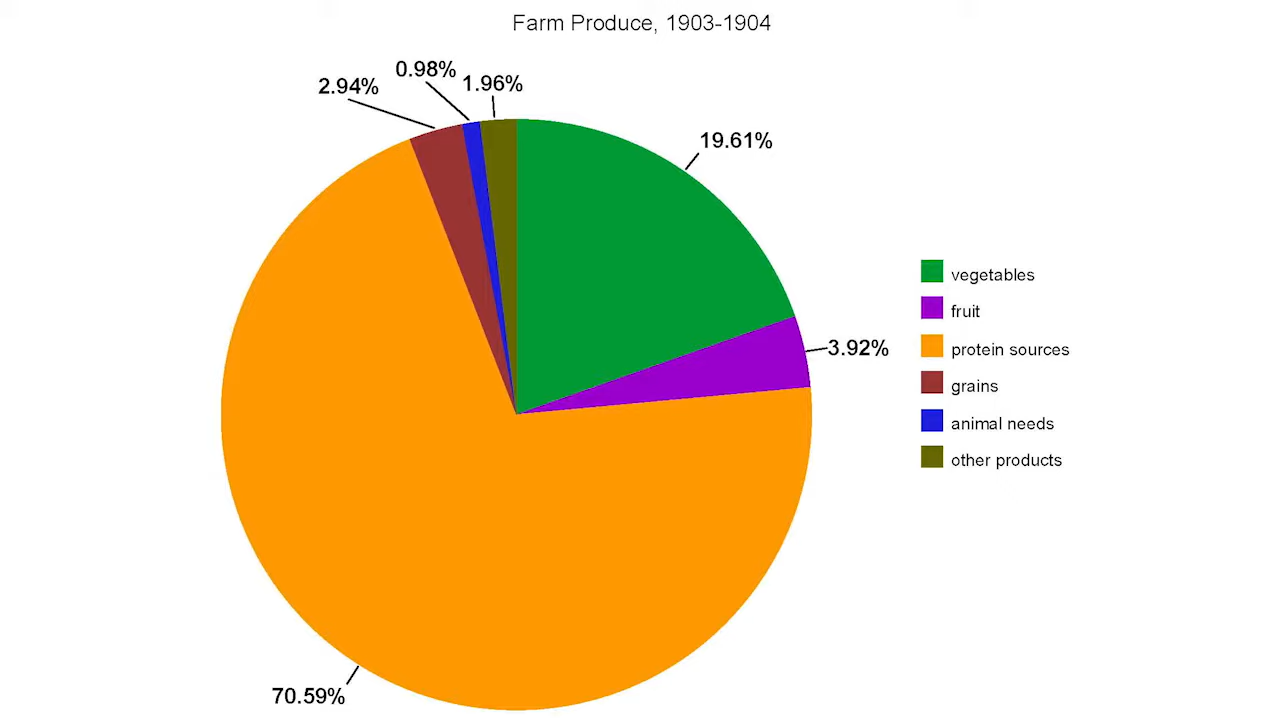 Farm Produce, 1903-1904
0.98%
2.94%
1.96%
19.61%
3.92%
70.59%
vegetables
fruit
protein sources
grains
animal needs
other products